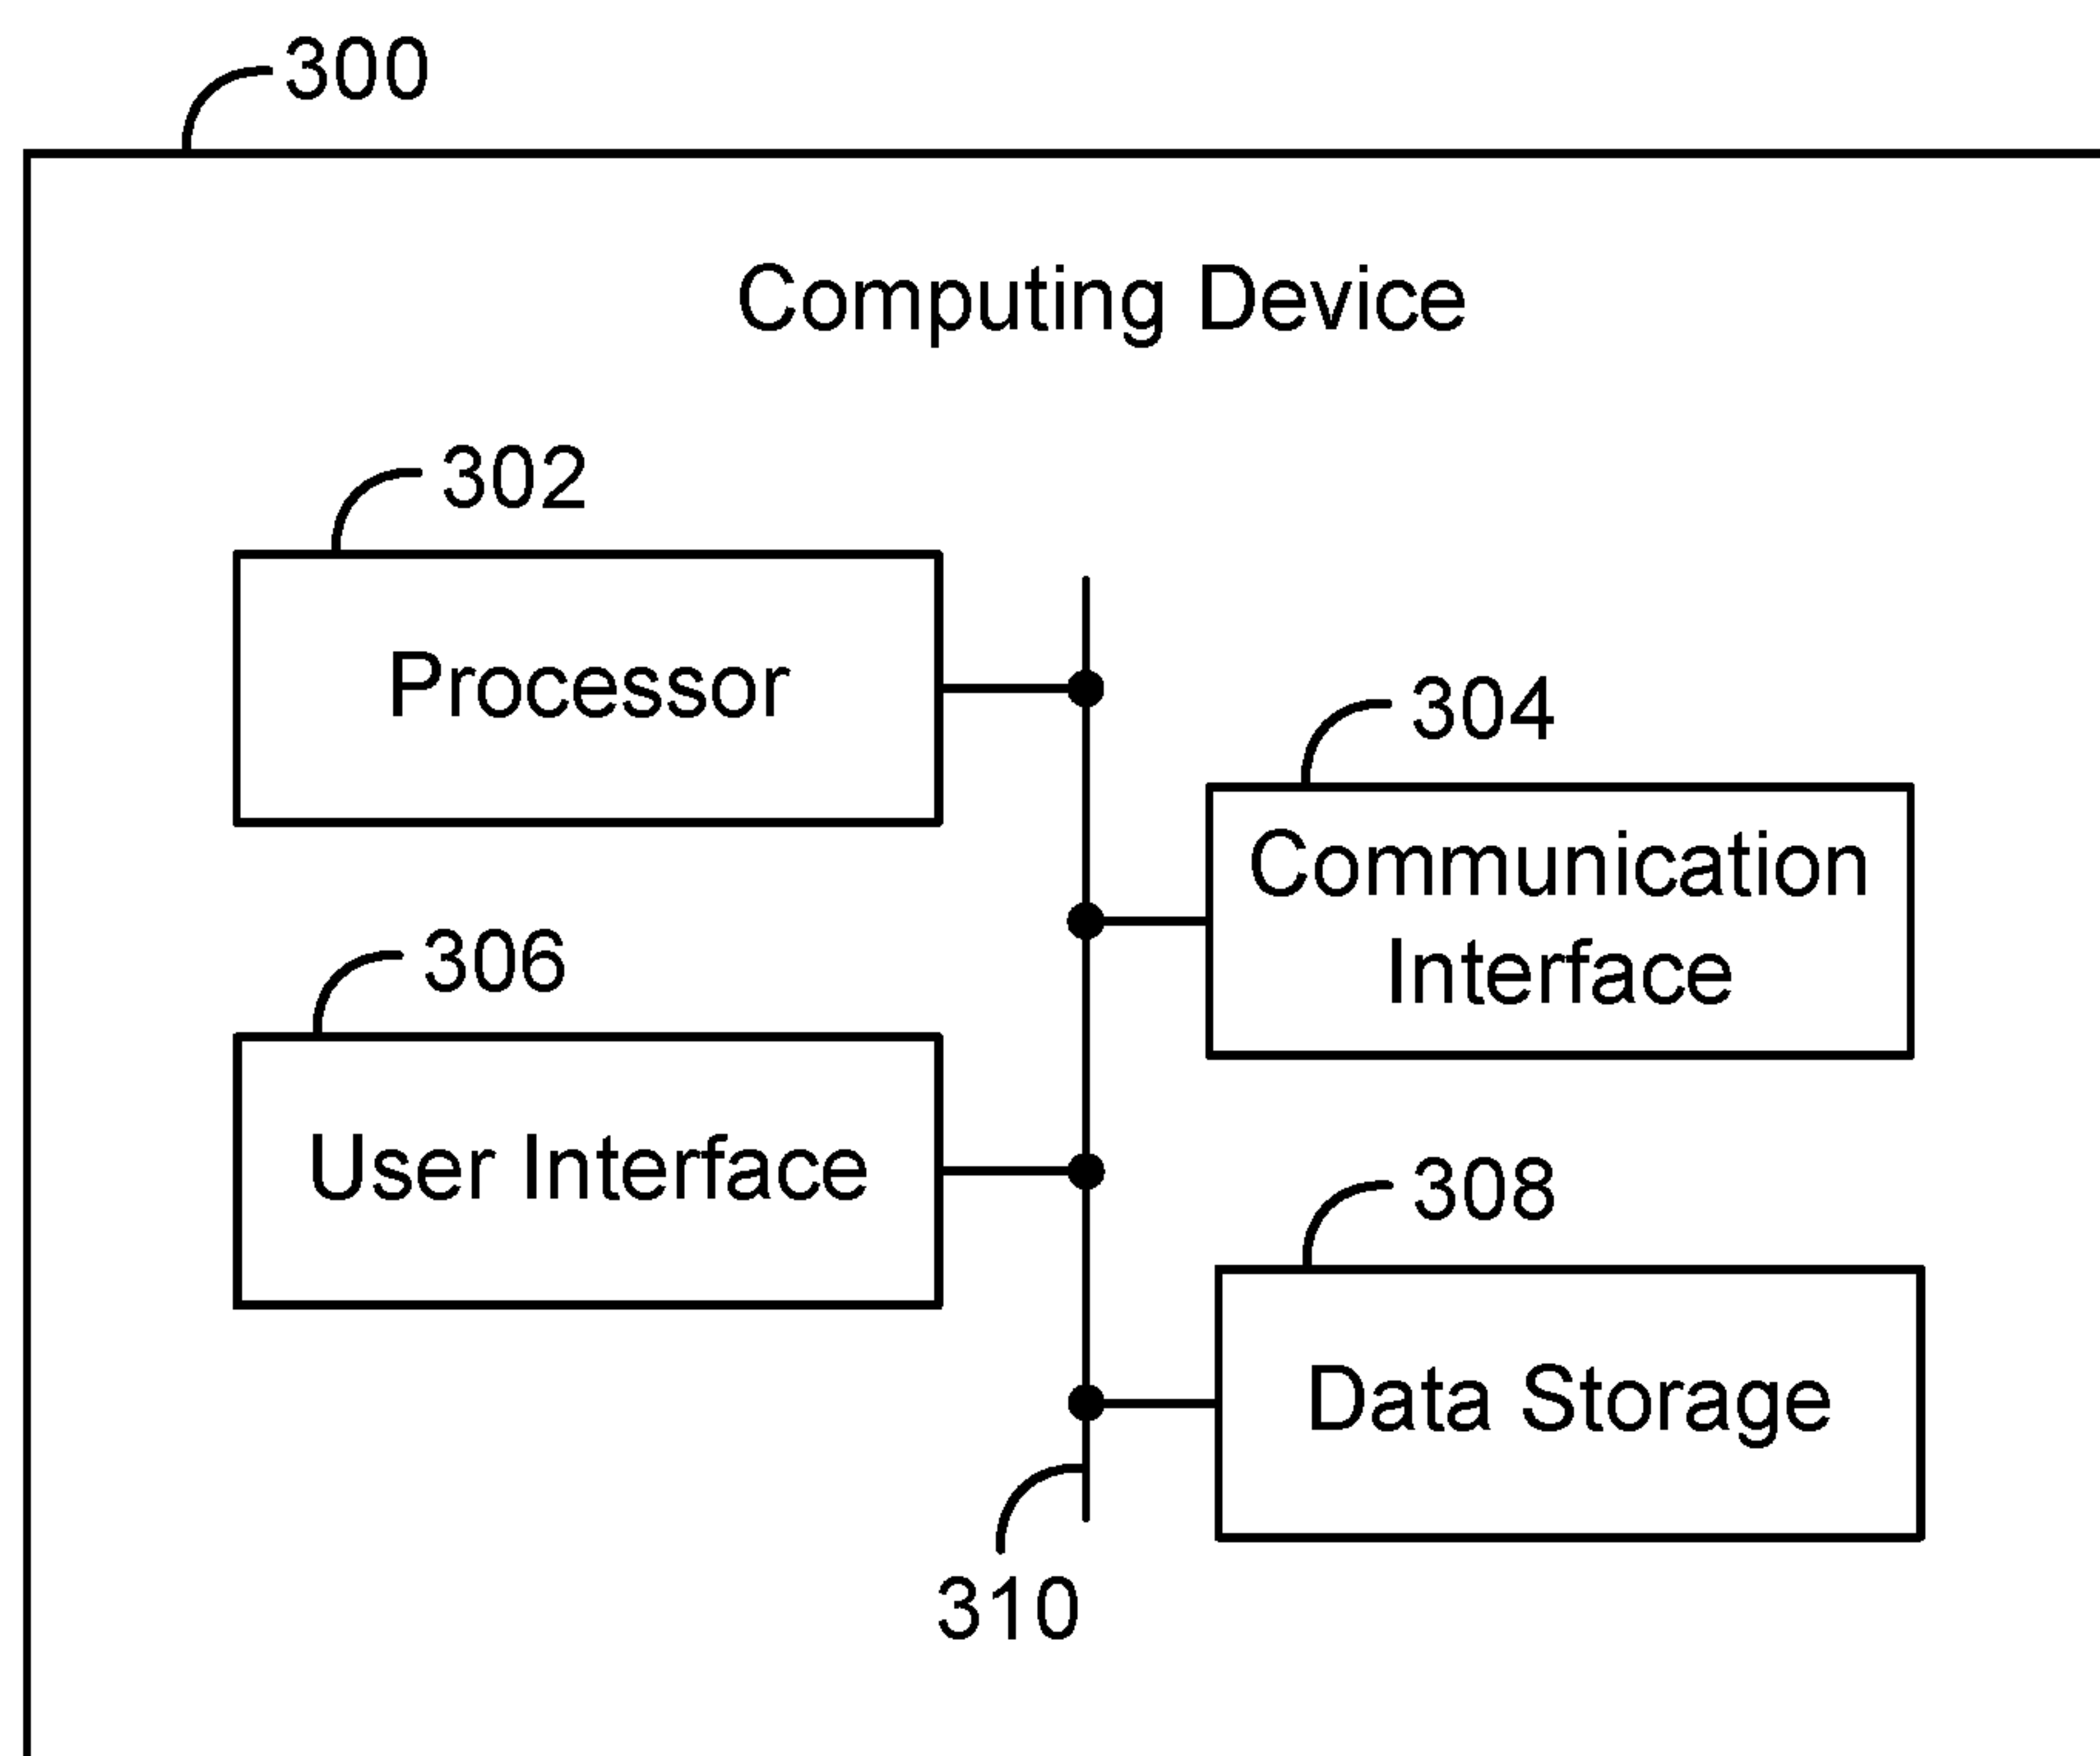 300
Computing Device
302
Processor
304
Communication
Interface
306
User Interface
308
Data Storage
310